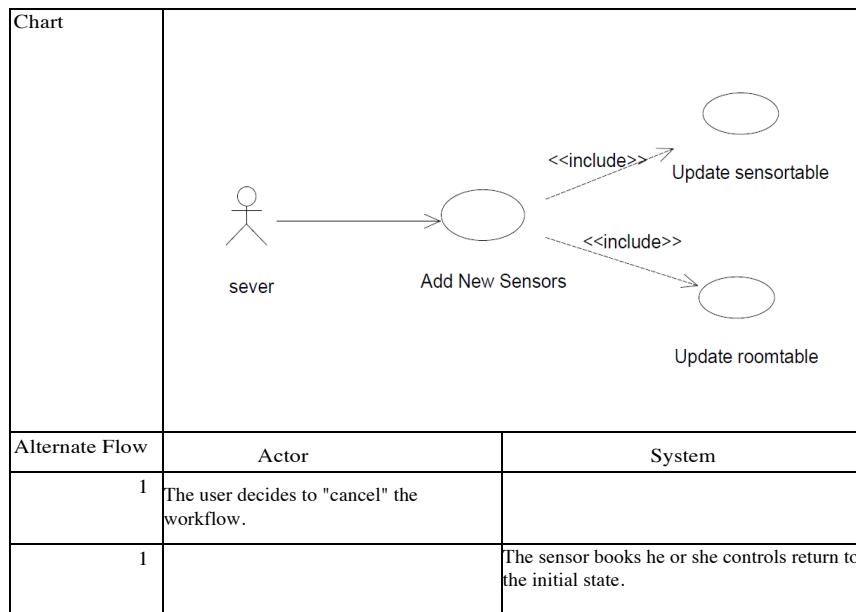 Chart
<<include>>
Update sensortable
<<include>>
sever
Add New Sensors
Update roomtable
Alternate Flow
Actor
System
1
The user decides to "cancel" the
workflow.
1
The sensor books he or she controls return to
the initial state.